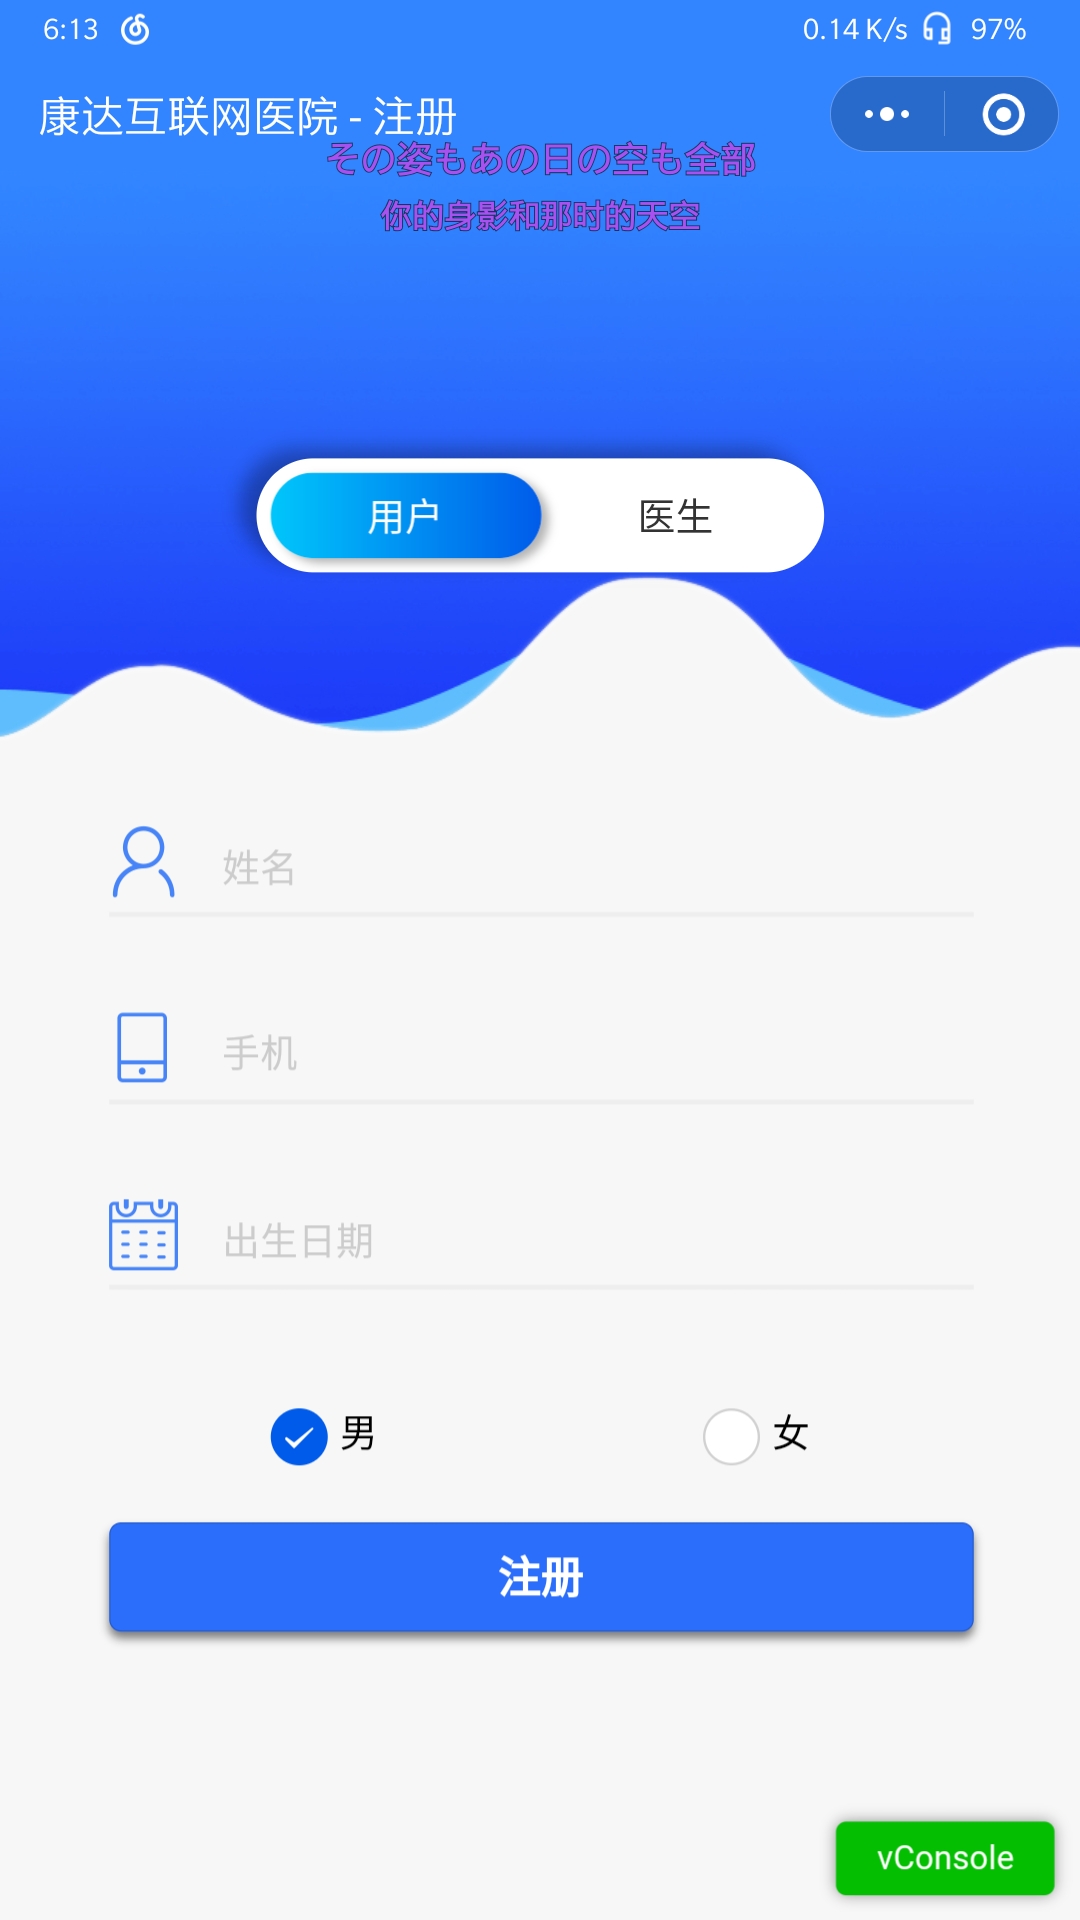 6:13 0.14 K/s 97%
康达互联网医院 - 注册
その姿もあの日の空も全部
你的身影和那时的天空
用户 医生
姓名
手机
出生日期
男 女
注册
vConsole